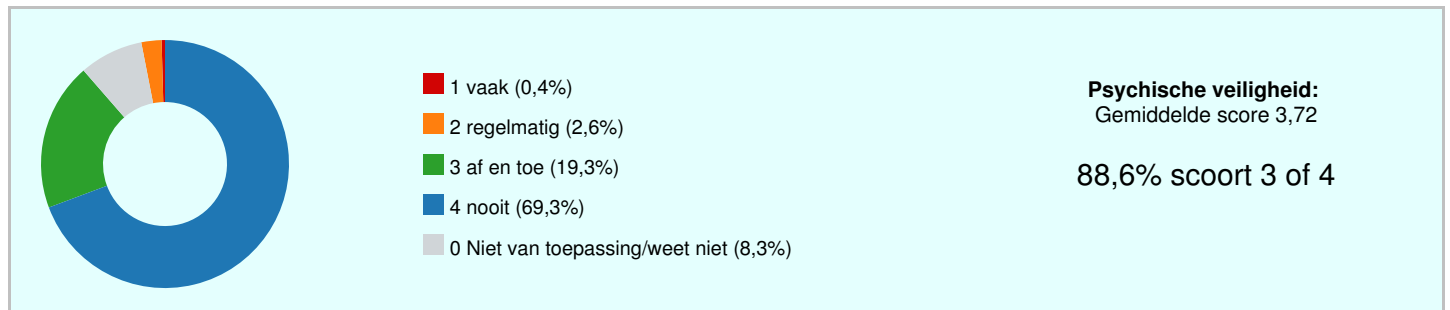 1 vaak (0,4%)
2 regelmatig (2,6%)
3 af en toe (19,3%)
4 nooit (69,3%)
0 Niet van toepassing/weet niet (8,3%)
Psychische veiligheid:
Gemiddelde score 3,72
88,6% scoort 3 of 4